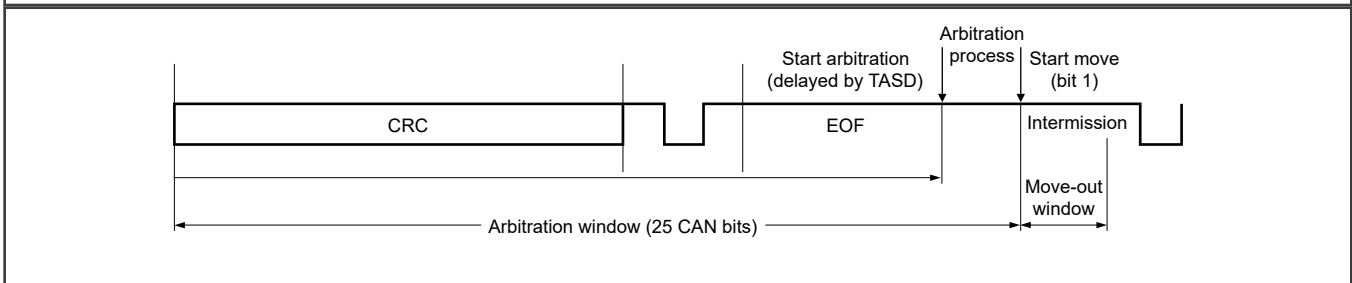 Arbitration
process
Start arbitration
(delayed by TASD)
Start move
(bit 1)
CRC
EOF
Intermission
Move-out
window
Arbitration window (25 CAN bits)